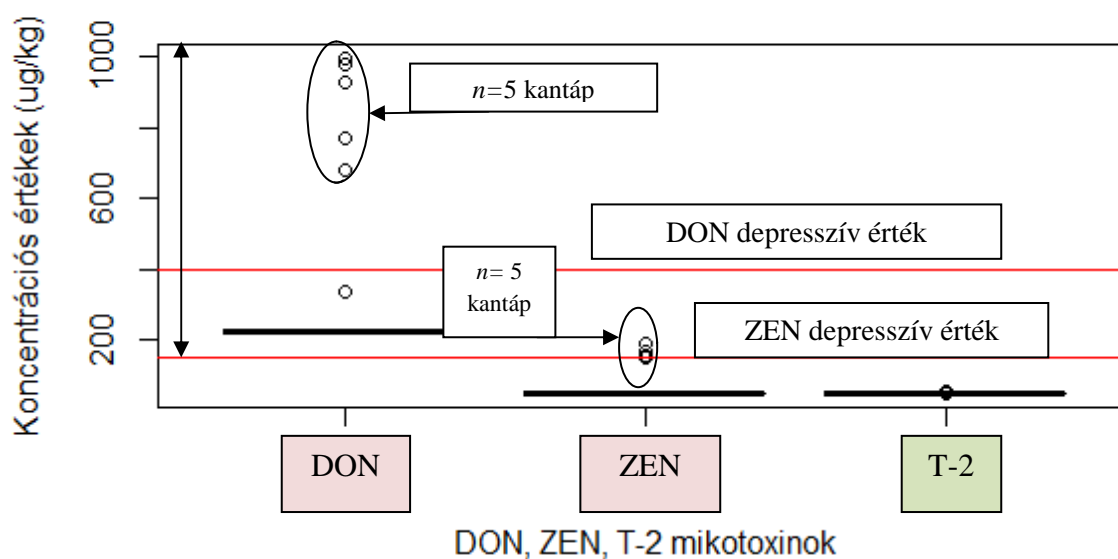 Koncentrációs értékek (ug/kg)
1000
600
200
n=5 kantáp
DON depresszív érték
n= 5
kantáp
ZEN depresszív érték
DON
ZEN
T-2
DON, ZEN, T-2 mikotoxinok